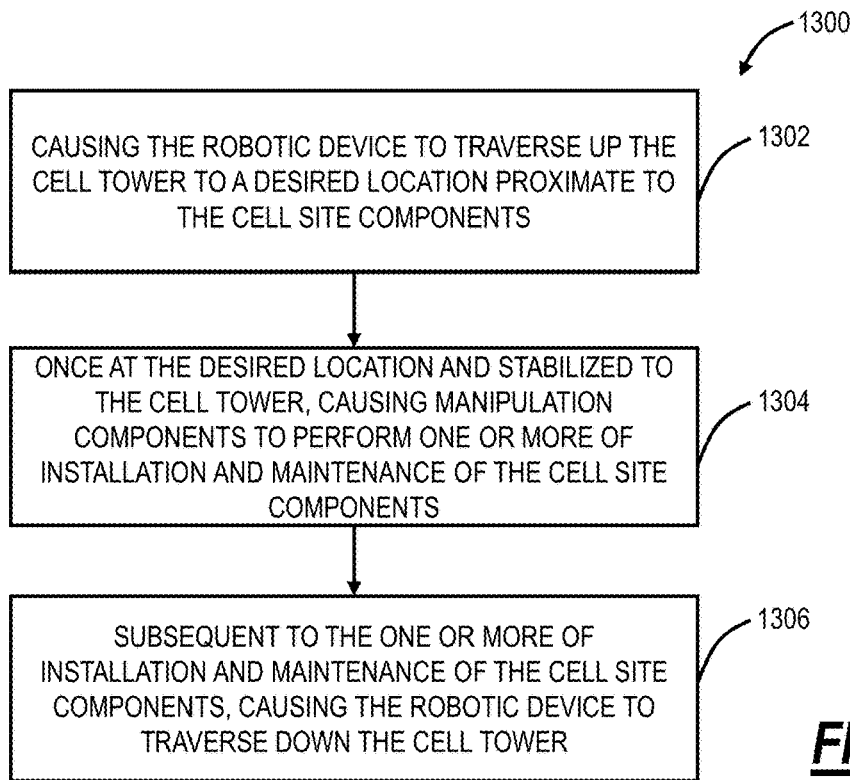 1300
CAUSING THE ROBOTIC DEVICE TO TRAVERSE UP THE
CELL TOWER TO A DESIRED LOCATION PROXIMATE TO
THE CELL SITE COMPONENTS
1302
ONCE AT THE DESIRED LOCATION AND STABILIZED TO
THE CELL TOWER, CAUSING MANIPULATION
COMPONENTS TO PERFORM ONE OR MORE OF
INSTALLATION AND MAINTENANCE OF THE CELL SITE
COMPONENTS
1304
SUBSEQUENT TO THE ONE OR MORE OF
INSTALLATION AND MAINTENANCE OF THE CELL SITE
COMPONENTS, CAUSING THE ROBOTIC DEVICE TO
TRAVERSE DOWN THE CELL TOWER
1306